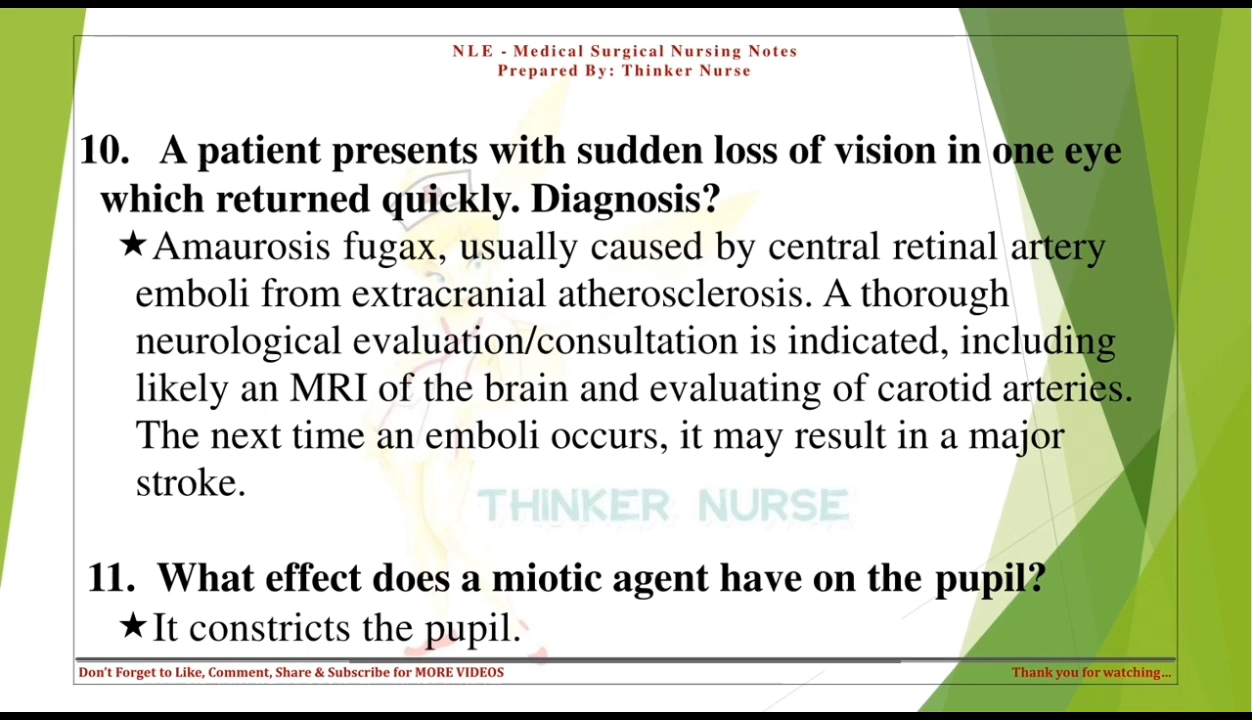 NLE - Medical Surgical Nursing Notes
Prepared By: Thinker Nurse
10. A patient presents with sudden loss of vision in one eye
which returned quickly. Diagnosis?
★Amaurosis fugax, usually caused by central retinal artery
emboli from extracranial atherosclerosis. A thorough
neurological evaluation/consultation is indicated, including
likely an MRI of the brain and evaluating of carotid arteries.
The next time an emboli occurs, it may result in a major
stroke.
THINKER NURSE
11. What effect does a miotic agent have on the pupil?
★It constricts the pupil.
Don't Forget to Like, Comment, Share & Subscribe for MORE VIDEOS
Thank you for watching...